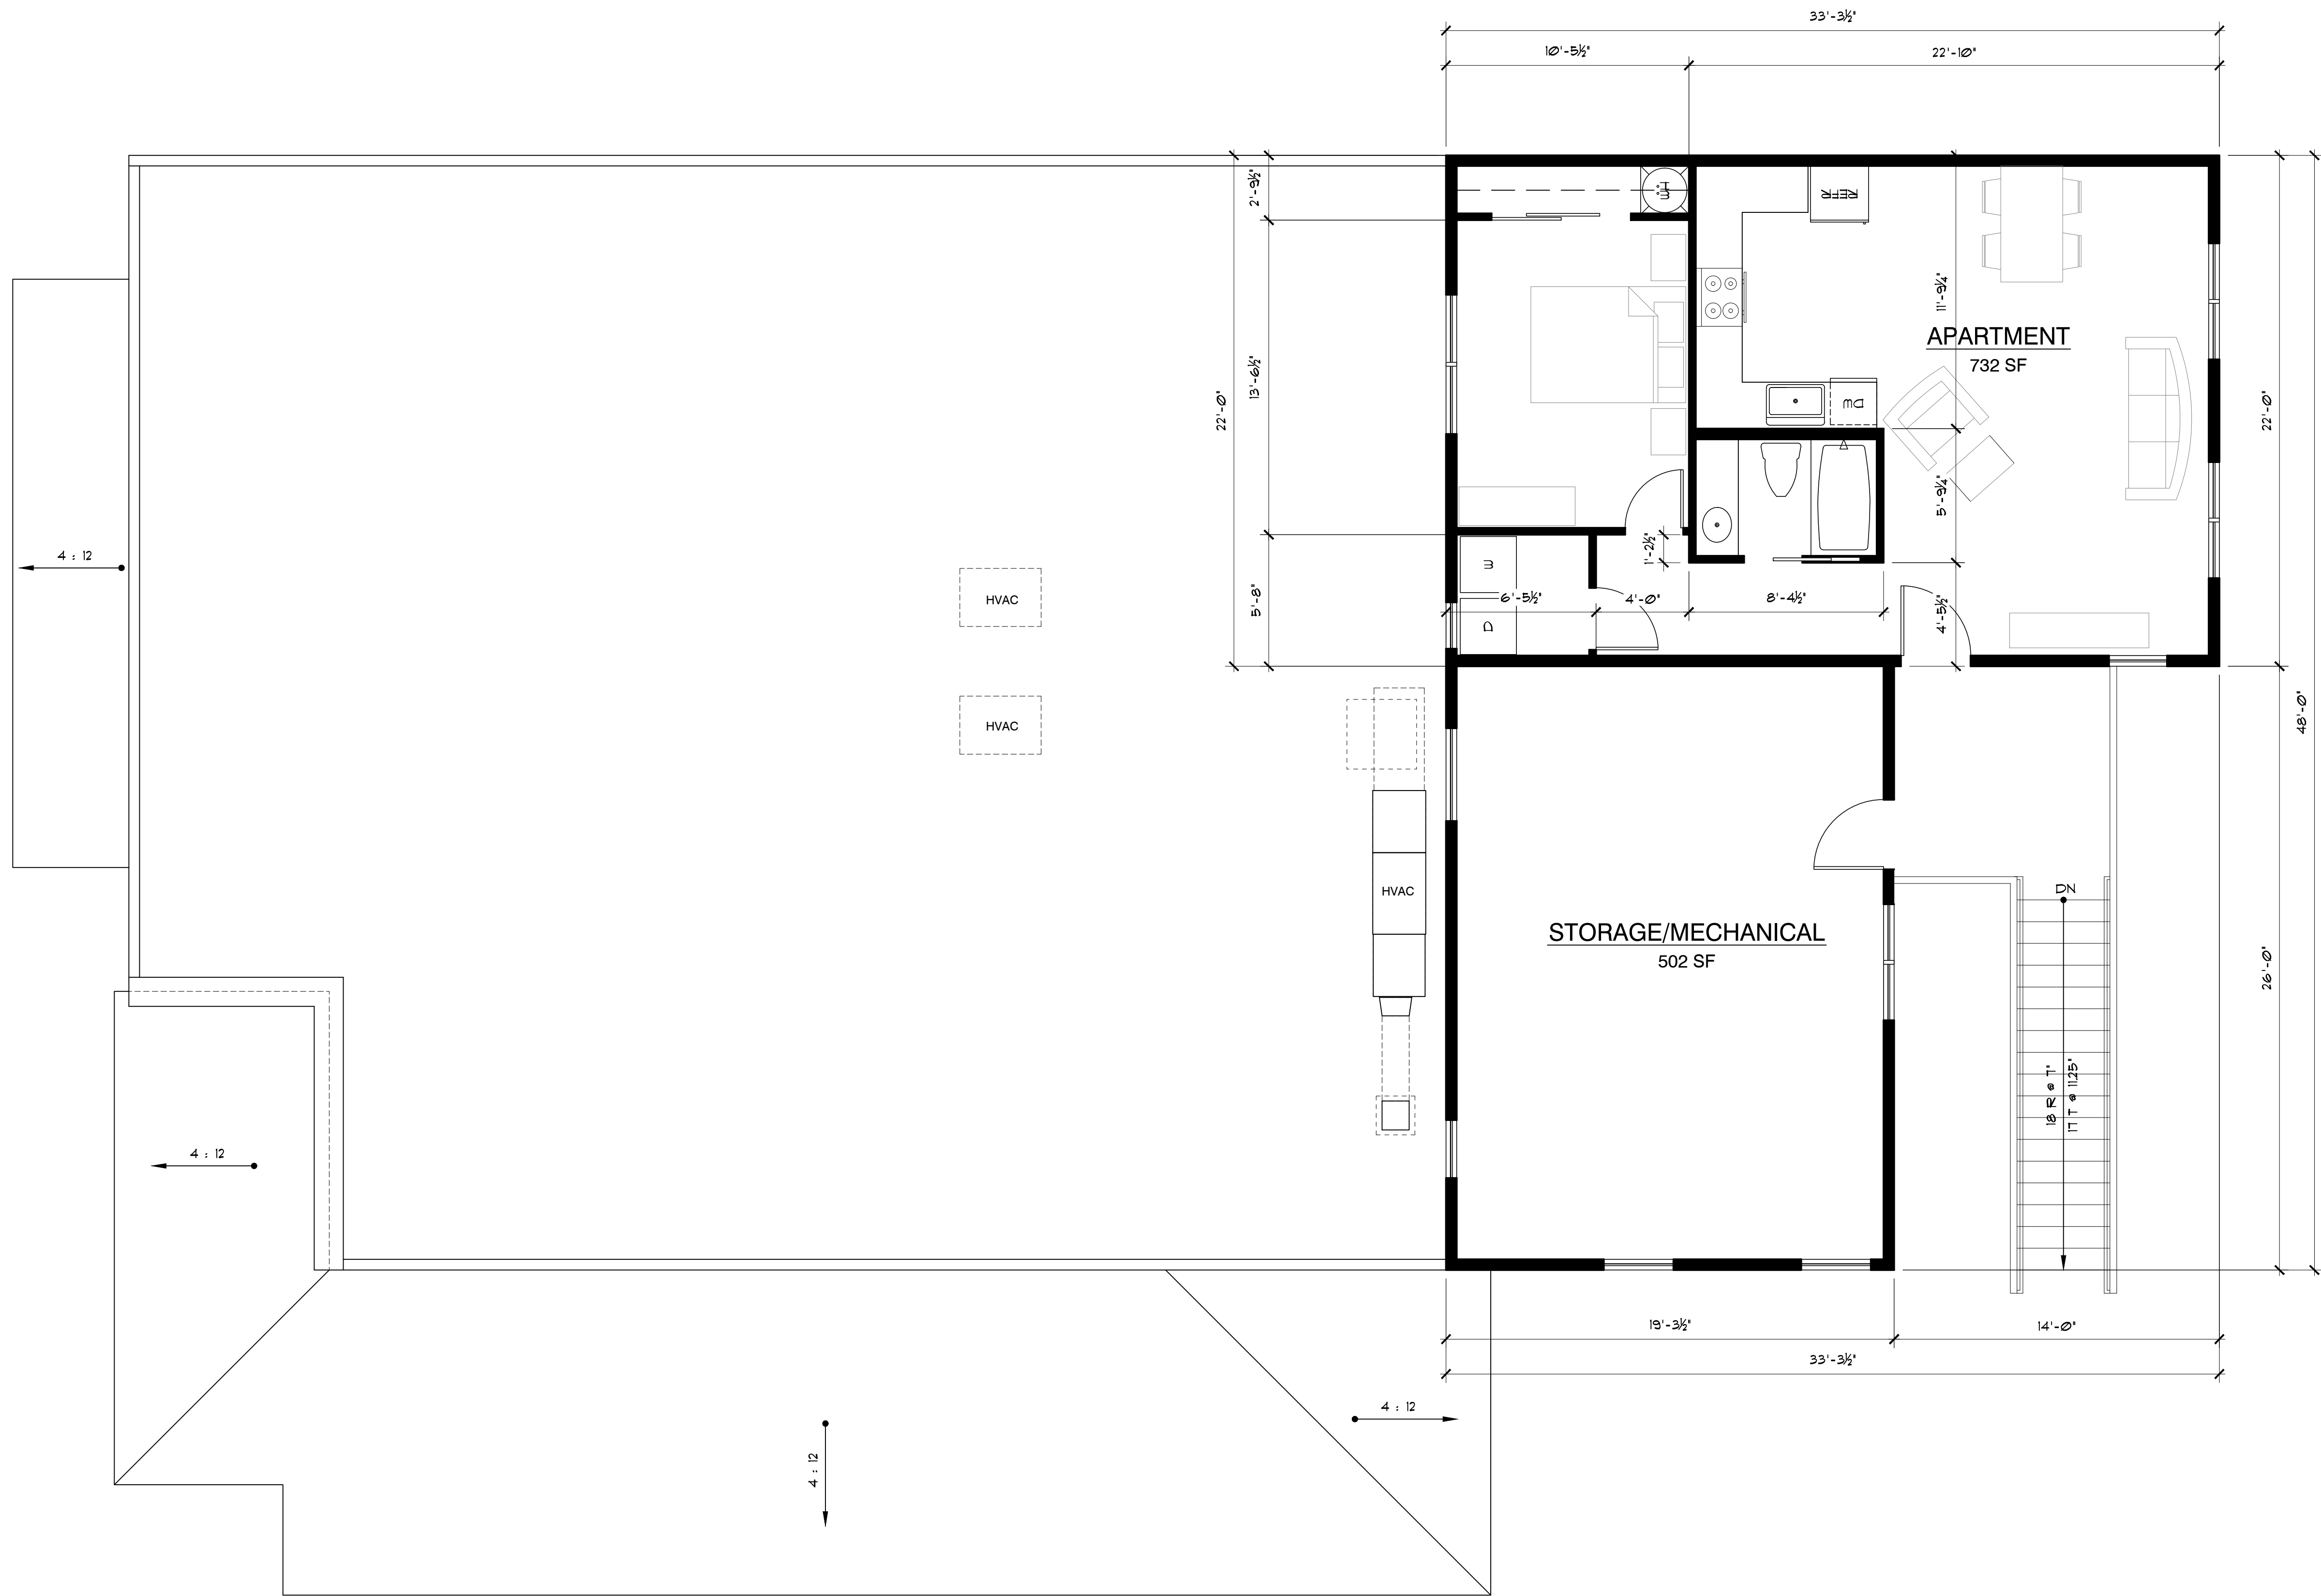 33'-3½"
10'-5½"
22'-10"
2'-9½"
H.W.
REFR
11'-9¼"
APARTMENT
732 SF
13'-6½"
22'-0"
22'-0"
DW
5'-9¼"
4 : 12
1'-2½"
W
HVAC
5'-8"
6'-5½"
4'-0"
8'-4½"
4'-5½"
D
48'-0"
HVAC
HVAC
DN
STORAGE/MECHANICAL
502 SF
26'-0"
18 R @ 7"
17 T @ 11.25"
4 : 12
19'-3½"
14'-0"
33'-3½"
4 : 12
4 : 12